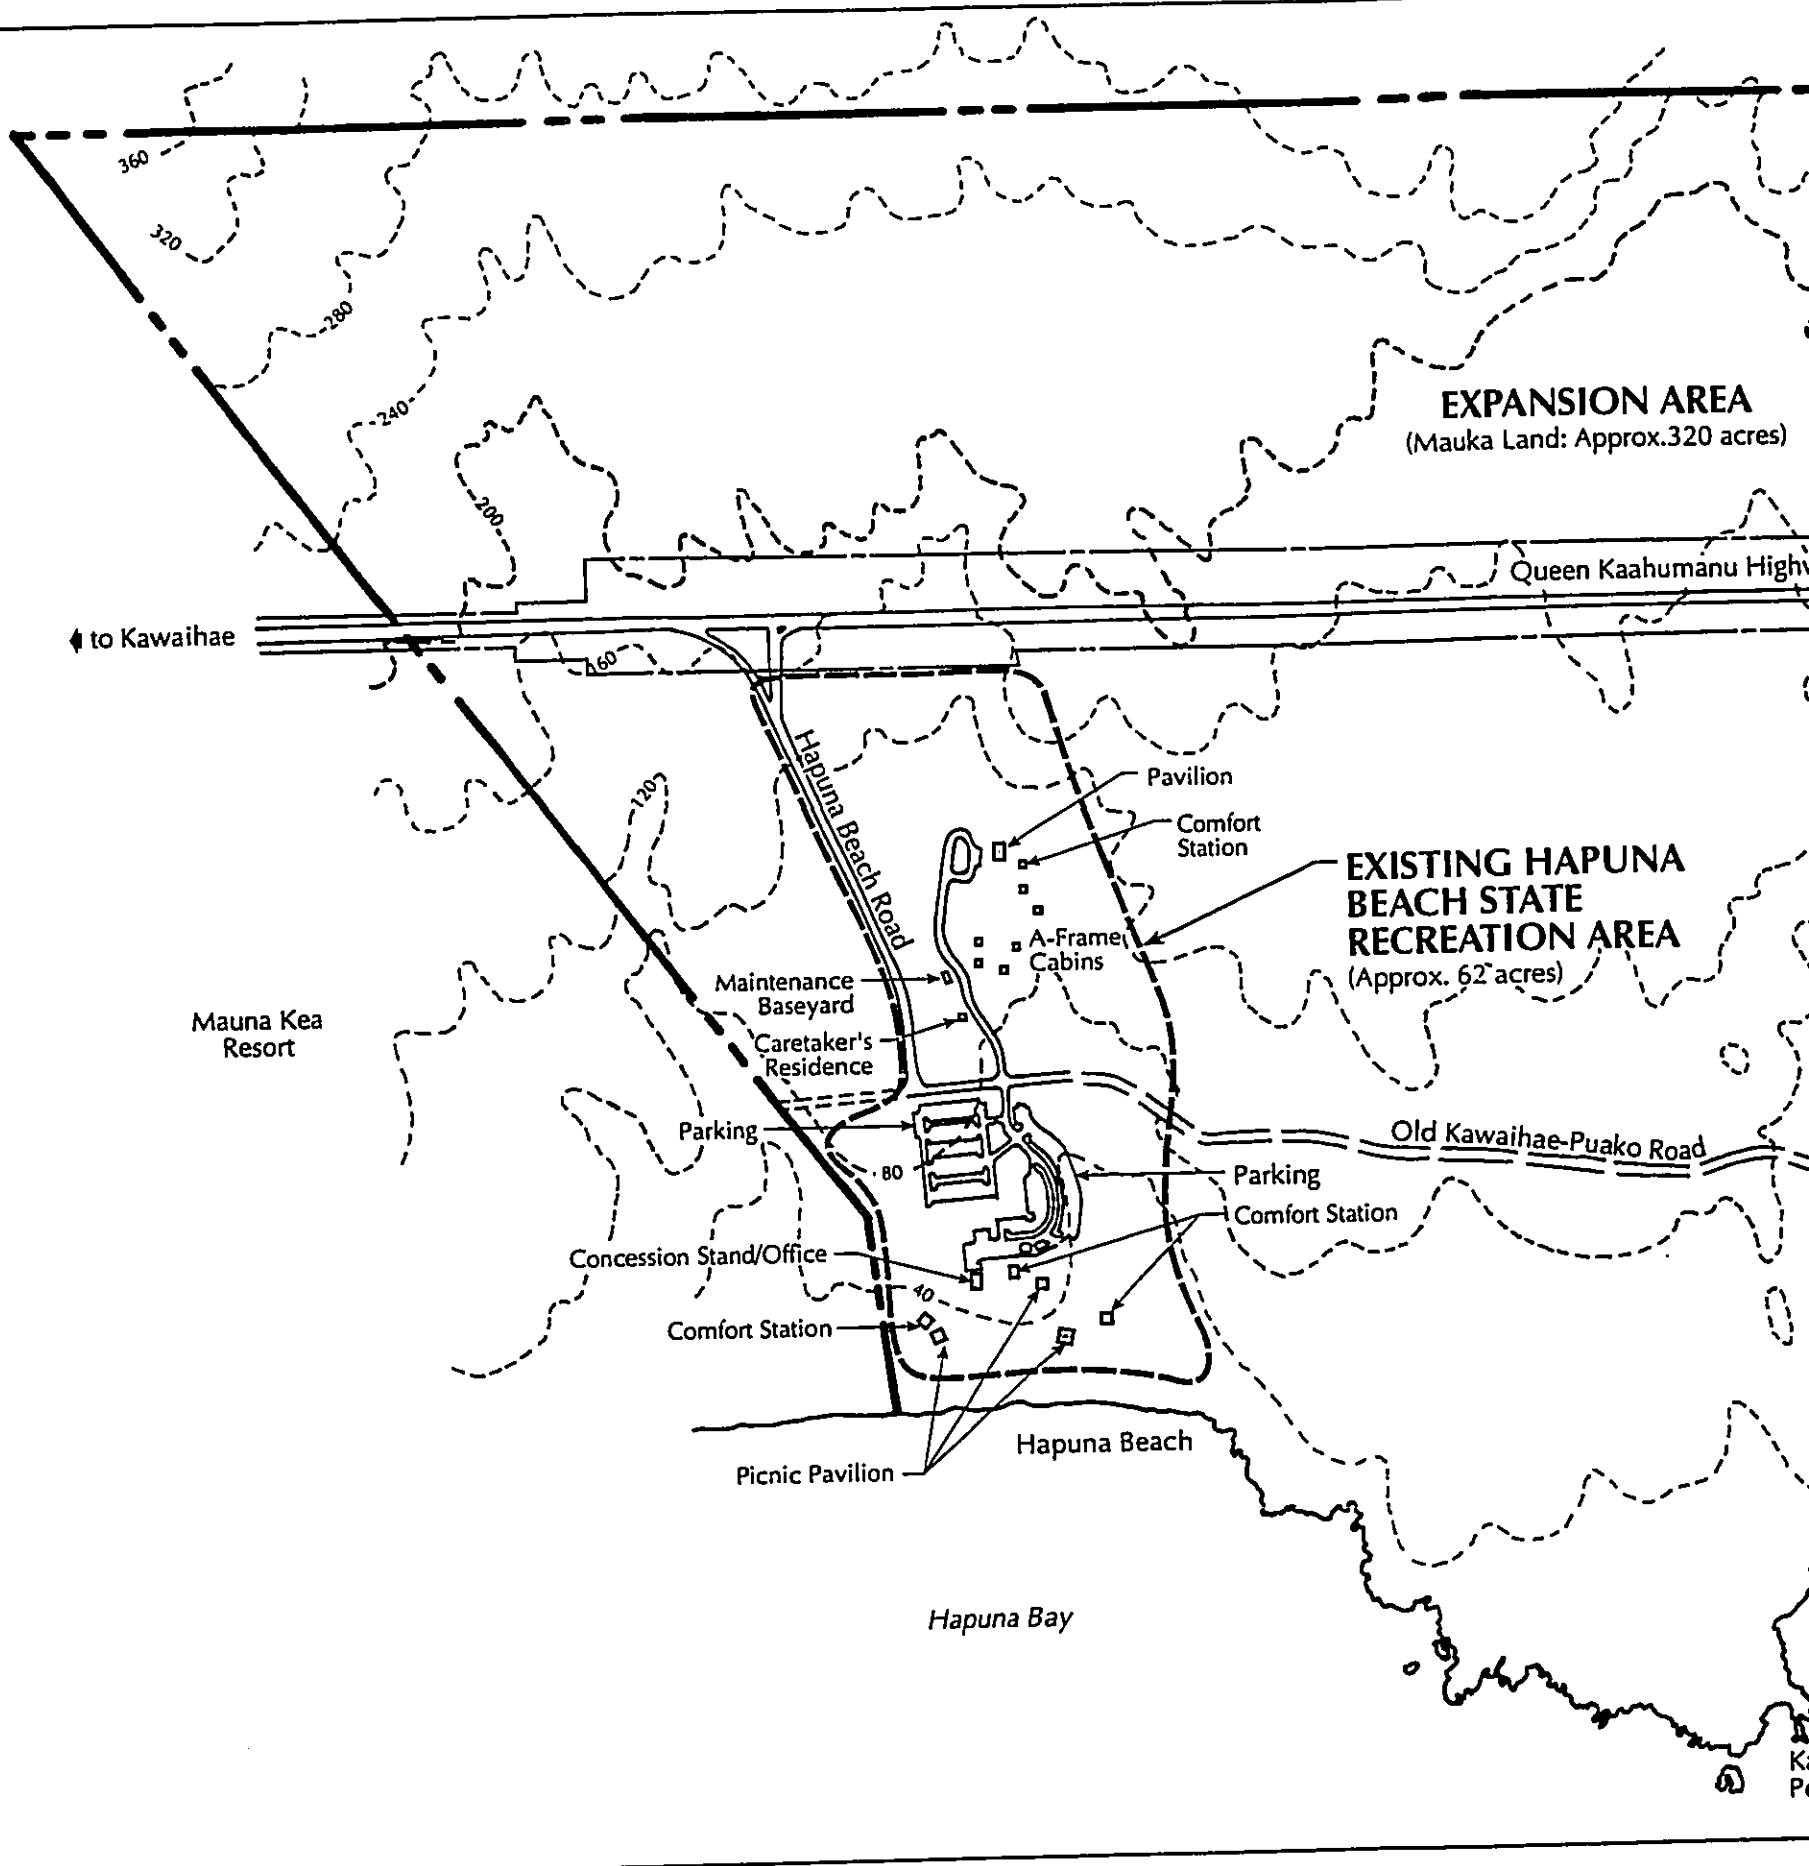 360
320
280
240
200
EXPANSION AREA
(Mauka Land: Approx.320 acres)
Queen Kaahumanu
to Kawaihae
160
Hapuna Beach Road
Pavilion
120
Comfort
Station
EXISTING HAPUNA
BEACH STATE
RECREATION AREA
(Approx. 62 acres)
A-Frame
Cabins
Maintenance
Baseyard
Mauna Kea
Resort
Caretaker's
Residence
Parking
Old Kawaihae-Puako Road
80
Parking
Comfort Station
Concession Stand/Office
40
Comfort Station
Hapuna Beach
Picnic Pavilion
Hapuna Bay